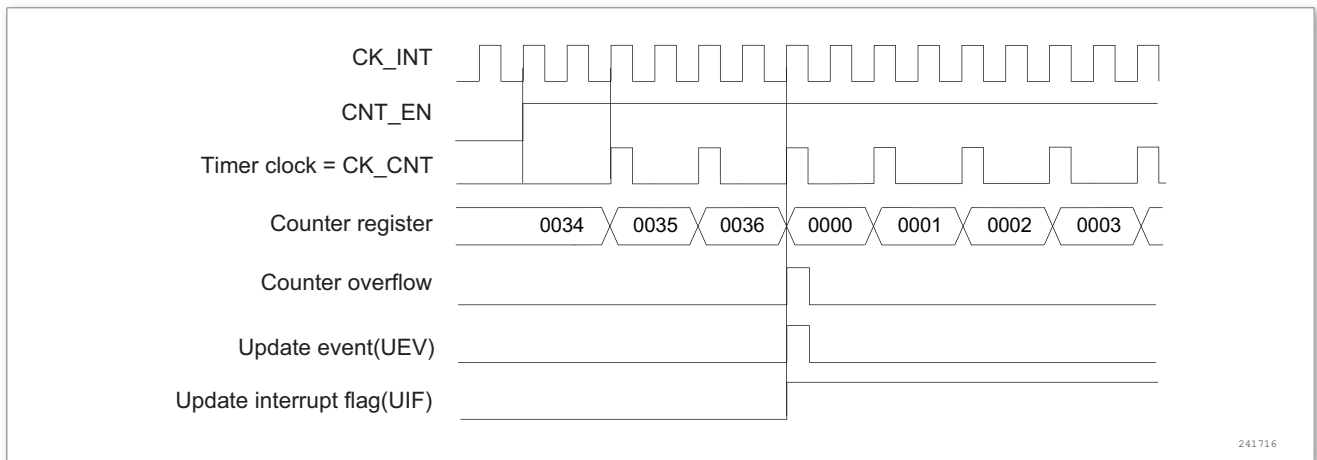 CK_INT
CNT_EN
Timer clock = CK_CNT
Counter register 0034 0035 0036 0000 0001 0002 0003
Counter overflow
Update event(UEV)
Update interrupt flag(UIF)
241716